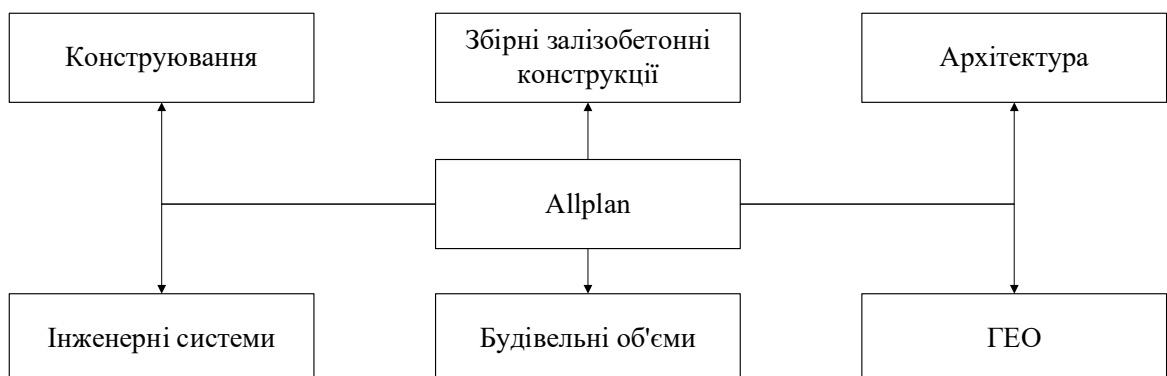 Конструювання
Збірні залізобетонні
конструкції
Архітектура
Allplan
Інженерні системи
Будівельні об'єми
ГЕО